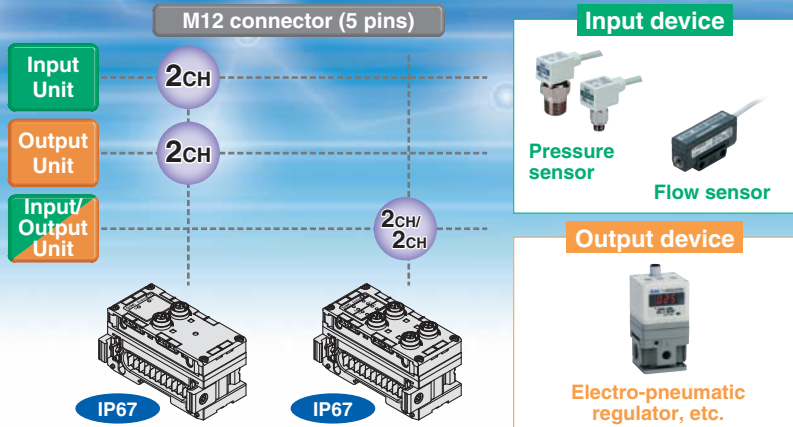 M12 connector (5 pins)
Input
Unit
2CH
Output
Unit
2CH
Input/
Output
Unit
2CH/
2CH
IP67
IP67
Input device
Pressure
sensor
Flow sensor
Output device
Electro-pneumatic
regulator, etc.